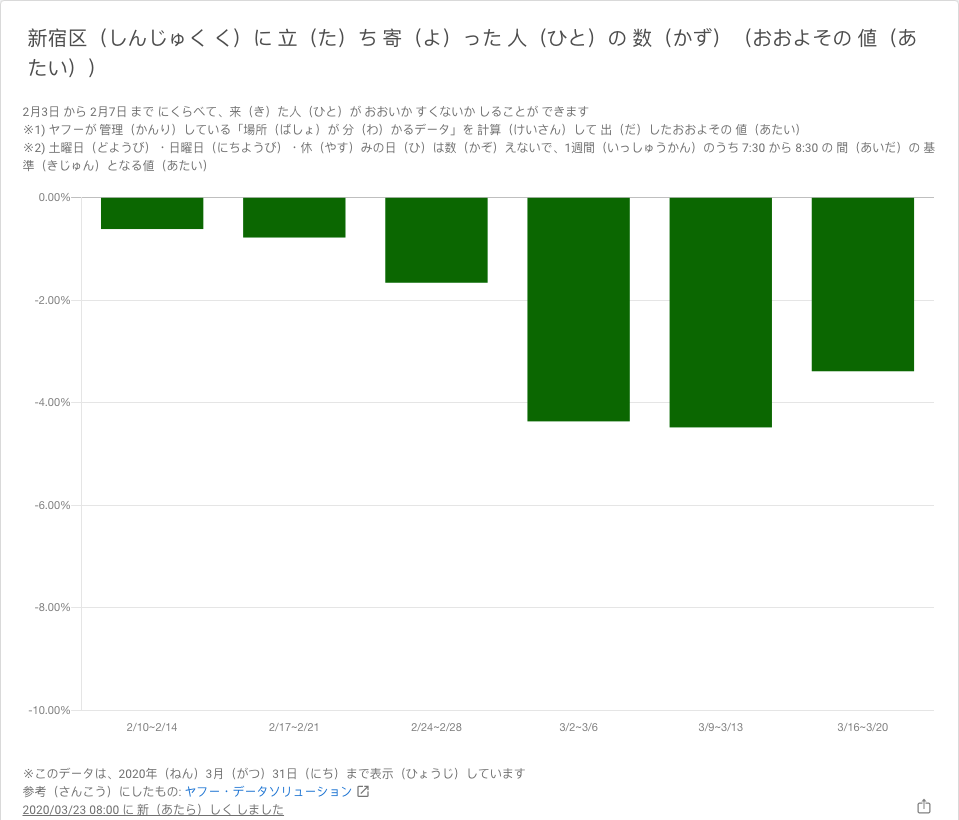 新宿区（しんじゅく く）に 立（た）ち 寄（よ）った 人（ひと）の 数（かず）（おおよその 値（あ
たい））
2月3日 から 2月7日 まで にくらべて、来（き）た人（ひと）が おおいか すくないか しることが できます
※1) ヤフーが 管理（かんり）している「場所（ばしょ）が 分（わ）かるデータ」を 計算（けいさん）して 出（だ）したおおよその 値（あたい）
※2) 土曜日（どようび）・日曜日（にちようび）・休（やす）みの日（ひ）は数（かぞ）えないで、1週間（いっしゅうかん）のうち 7:30 から 8:30 の 間（あいだ）の 基
準（きじゅん）となる値（あたい）
0.00%
-2.00%
-4.00%
-6.00%
-8.00%
-10.00%
2/10~2/14 2/17~2/21 2/24~2/28 3/2~3/6 3/9~3/13 3/16~3/20
※このデータは、2020年（ねん）3月（がつ）31日（にち）まで表示（ひょうじ）しています
参考（さんこう）にしたもの: ヤフー・データソリューション
2020/03/23 08:00 に 新（あたら）しく しました